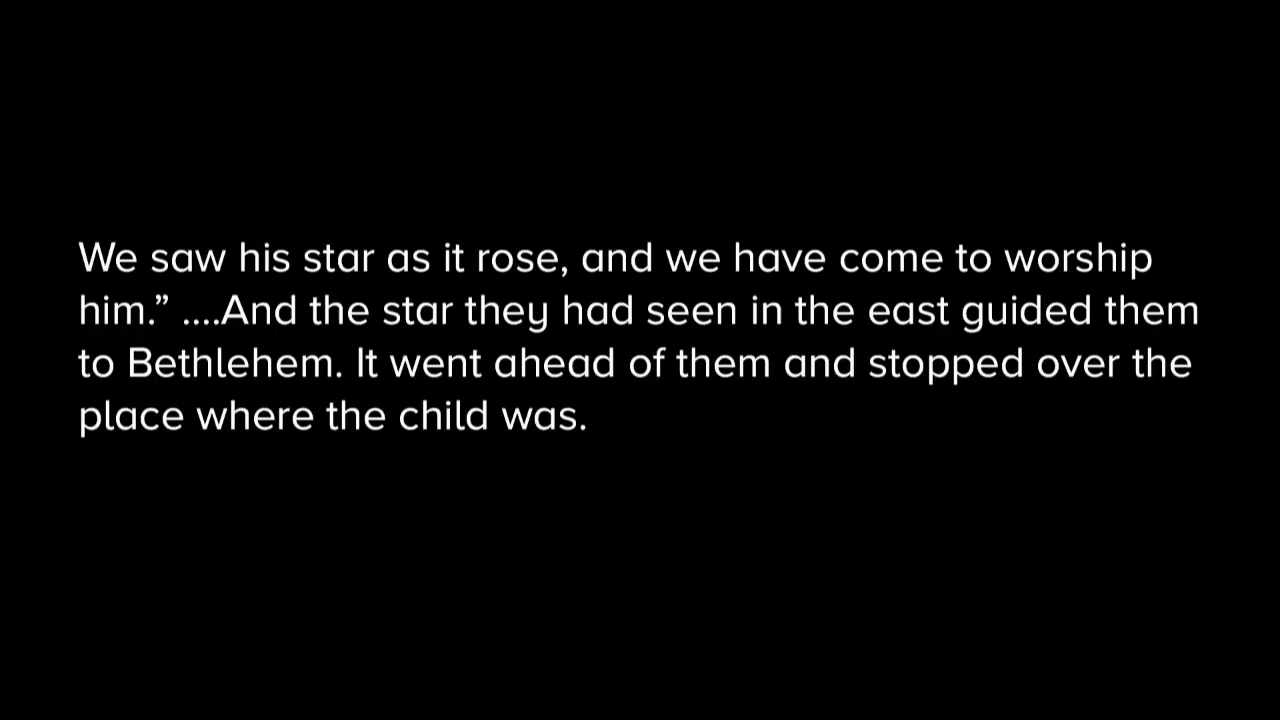 We saw his star as it rose, and we have come to worship
him.” ....And the star they had seen in the east guided them
to Bethlehem. It went ahead of them and stopped over the
place where the child was.